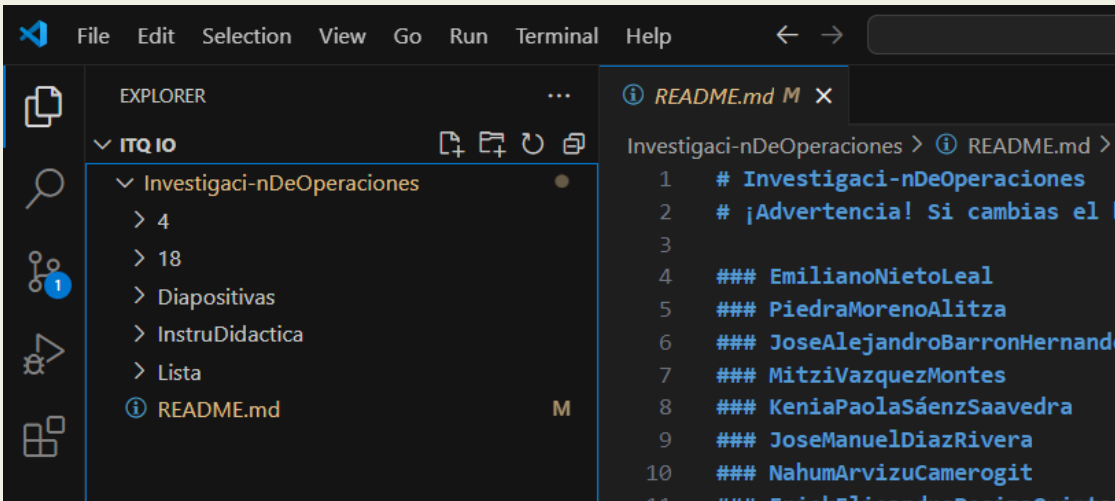 File Edit Selection View Go Run Terminal Help
EXPLORER
ITQ IO
Investigaci-nDeOperaciones
4
18
Diapositivas
InstruDidactica
Lista
README.md M
1
README.md M
Investigaci-nDeOperaciones > README.md >
1 # Investigaci-nDeOperaciones
2 # ¡Advertencia! Si cambias el
3
4 ### EmilianoNietoLeal
5 ### PiedraMorenoAlitza
6 ### JoseAlejandroBarronHernand
7 ### MitziVazquezMontes
8 ### KeniaPaolaSáenzSaavedra
9 ### JoseManuelDiazRivera
10 ### NahumArvizuCamerogit